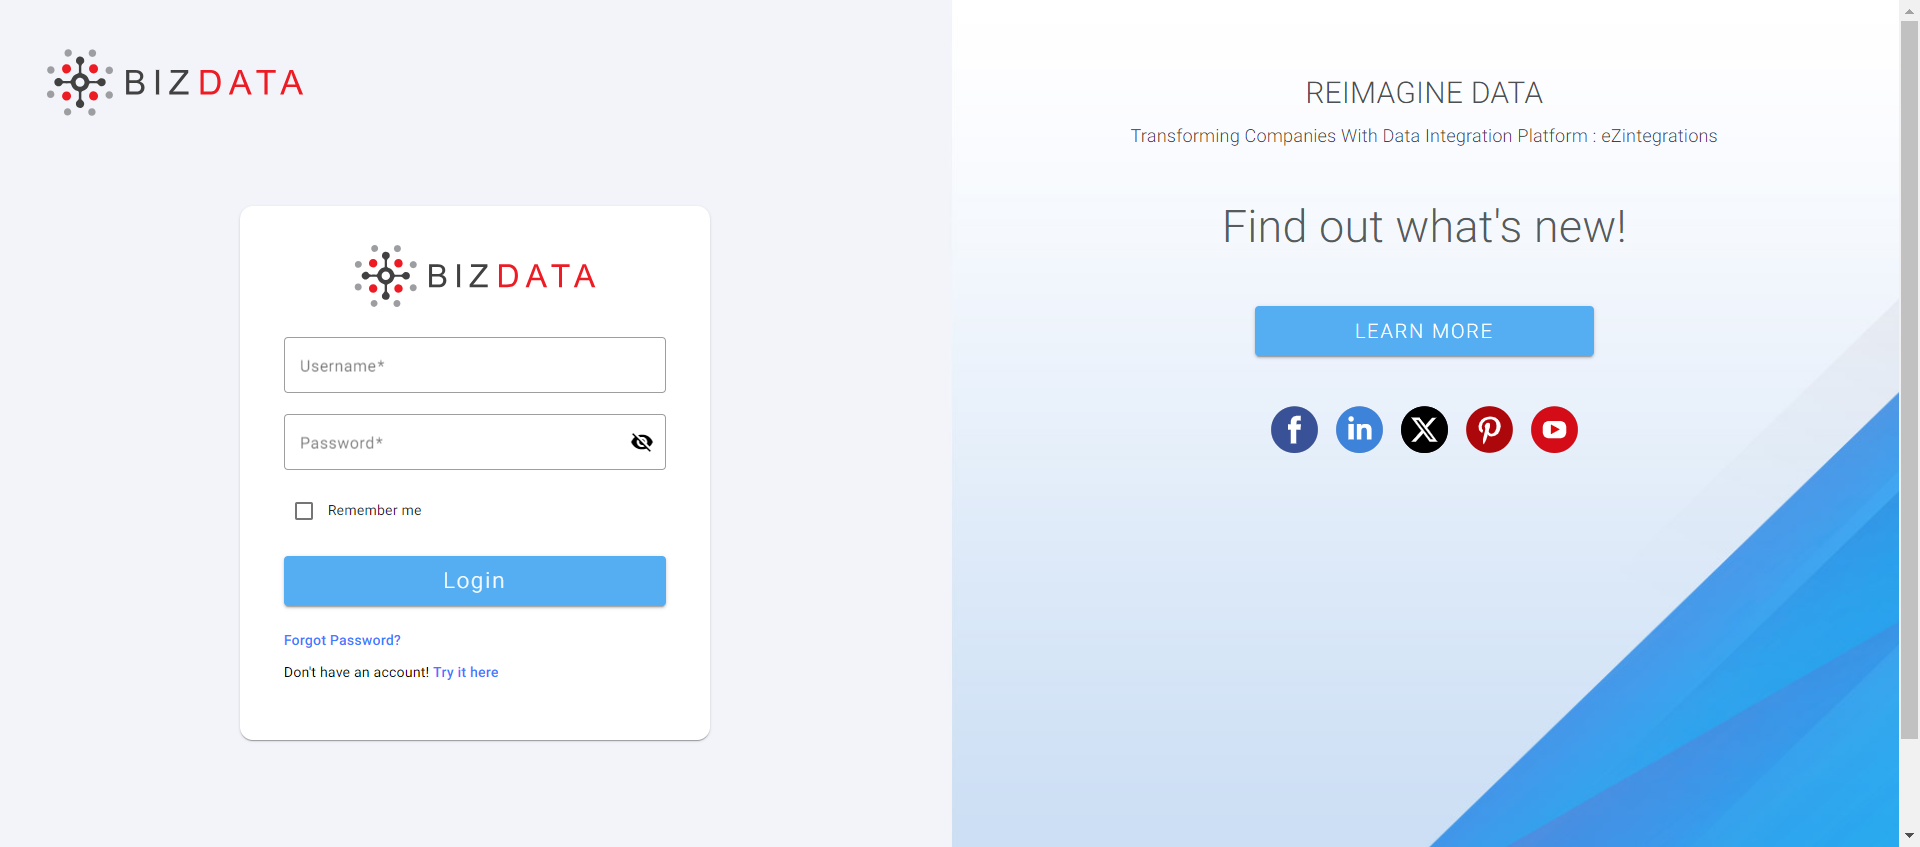 BIZDATA
BIZDATA
Username*
Password*
Remember me
Login
Forgot Password?
Don't have an account! Try it here
REIMAGINE DATA
Transforming Companies With Data Integration Platform : eZintegrations
Find out what's new!
LEARN MORE